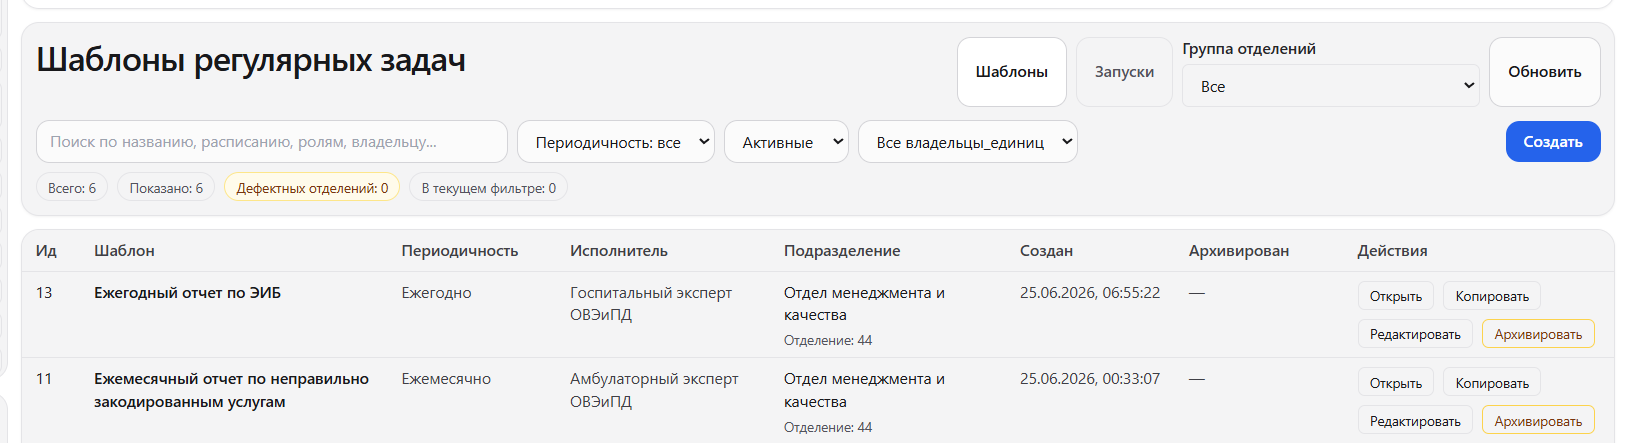 Шаблоны регулярных задач
Шаблоны
Запуски
Группа отделений
Все
Обновить
Поиск по названию, расписанию, ролям, владельцу...
Периодичность: все
Активные
Все владельцы_единиц
Создать
Всего: 6
Показано: 6
Дефектных отделений: 0
В текущем фильтре: 0
Ид Шаблон Периодичность Исполнитель Подразделение Создан Архивирован Действия
13 Ежегодный отчет по ЭИБ Ежегодно Госпитальный эксперт Отдел менеджмента и 25.06.2026, 06:55:22 — Открыть Копировать
ОВЭиПД качества
Отделение: 44 Редактировать Архивировать
11 Ежемесячный отчет по неправильно Ежемесячно Амбулаторный эксперт Отдел менеджмента и 25.06.2026, 00:33:07 — Открыть Копировать
закодированным услугам ОВЭиПД качества
Отделение: 44 Редактировать Архивировать